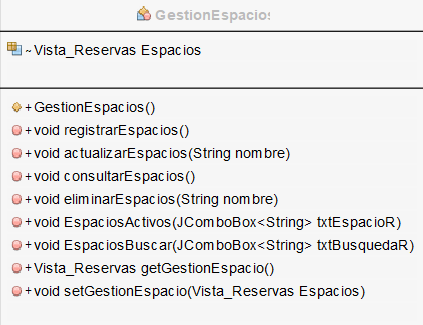 GestionEspacios
~Vista_Reservas Espacios
+GestionEspacios()
+void registrarEspacios()
+void actualizarEspacios(String nombre)
+void consultarEspacios()
+void eliminarEspacios(String nombre)
+void EspaciosActivos(JComboBox<String> txtEspacioR)
+void EspaciosBuscar(JComboBox<String> txtBusquedaR)
+Vista_Reservas getGestionEspacio()
+void setGestionEspacio(Vista_Reservas Espacios)